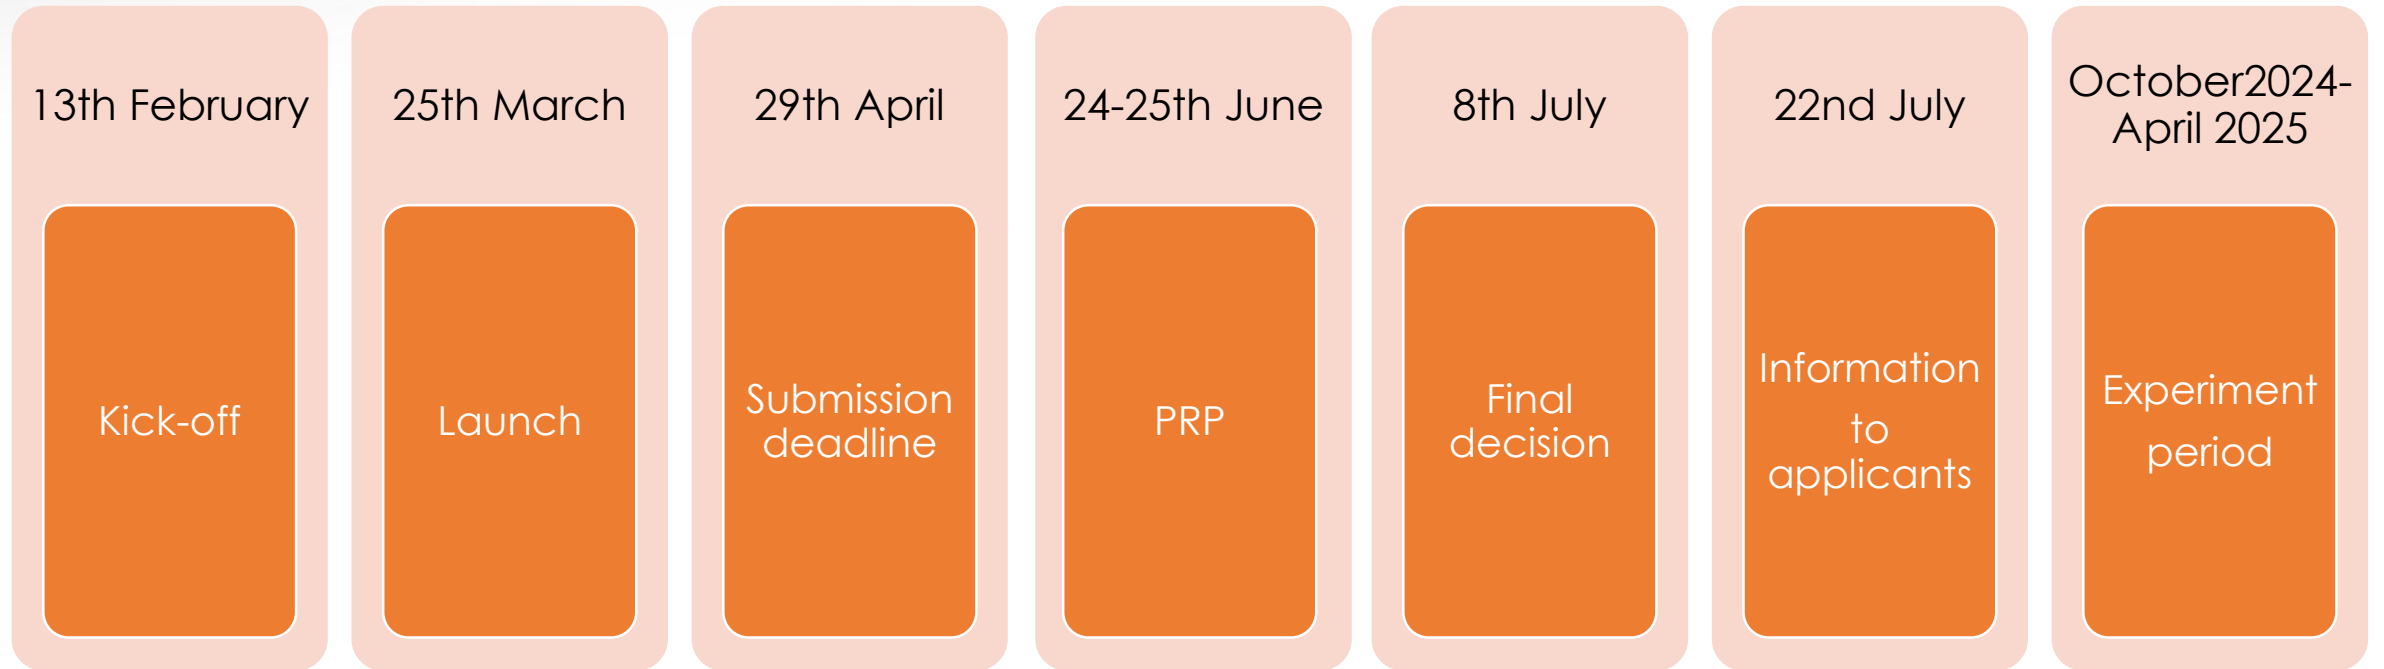 13th February
Kick-off
25th March
Launch
29th April
Submission
deadline
24-25th June
PRP
8th July
Final
decision
22nd July
Information
to
applicants
October2024-
April 2025
Experiment
period